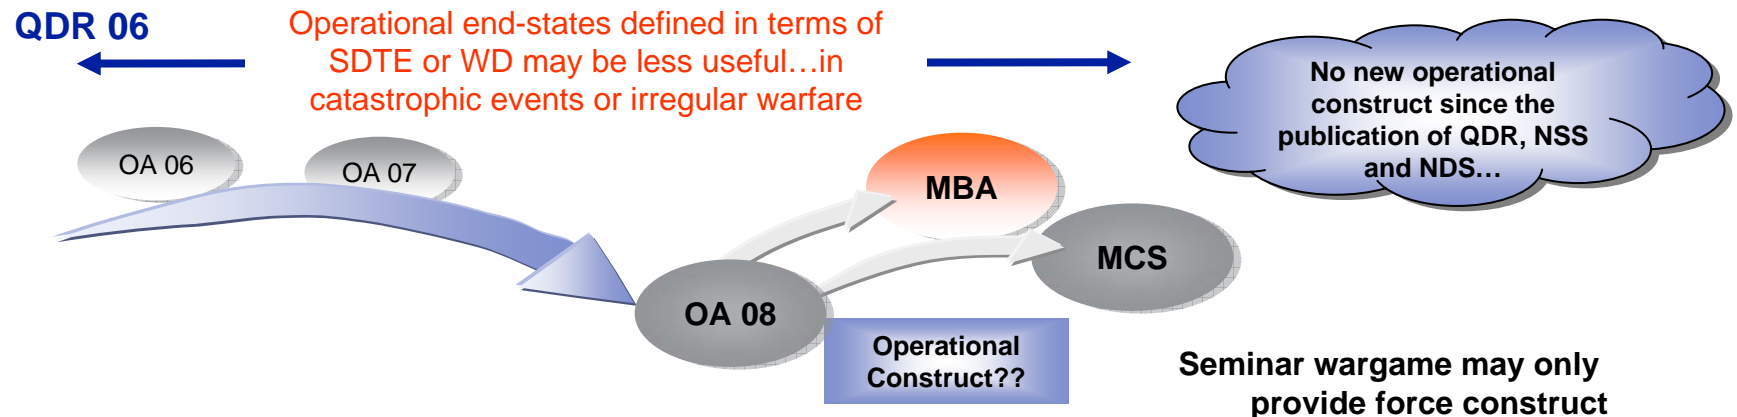 QDR 06
Operational end-states defined in terms of
SDTE or WD may be less useful…in
catastrophic events or irregular warfare
No new operational
construct since the
publication of QDR, NSS
and NDS…
OA 06
OA 07
MBA
MCS
OA 08
Operational
Construct??
Seminar wargame may only
provide force construct